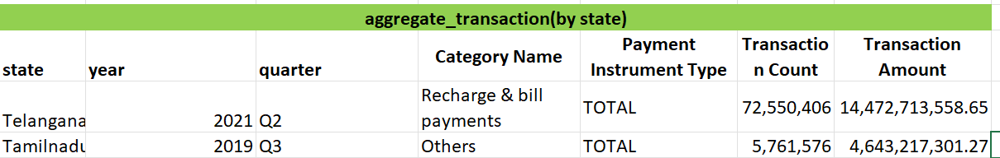 aggregate_transaction(by state)
state year quarter Category Name Payment Instrument Type Transactio n Count Transaction Amount
Telangana 2021 Q2 Recharge & bill payments TOTAL 72,550,406 14,472,713,558.65
Tamilnadu 2019 Q3 Others TOTAL 5,761,576 4,643,217,301.27